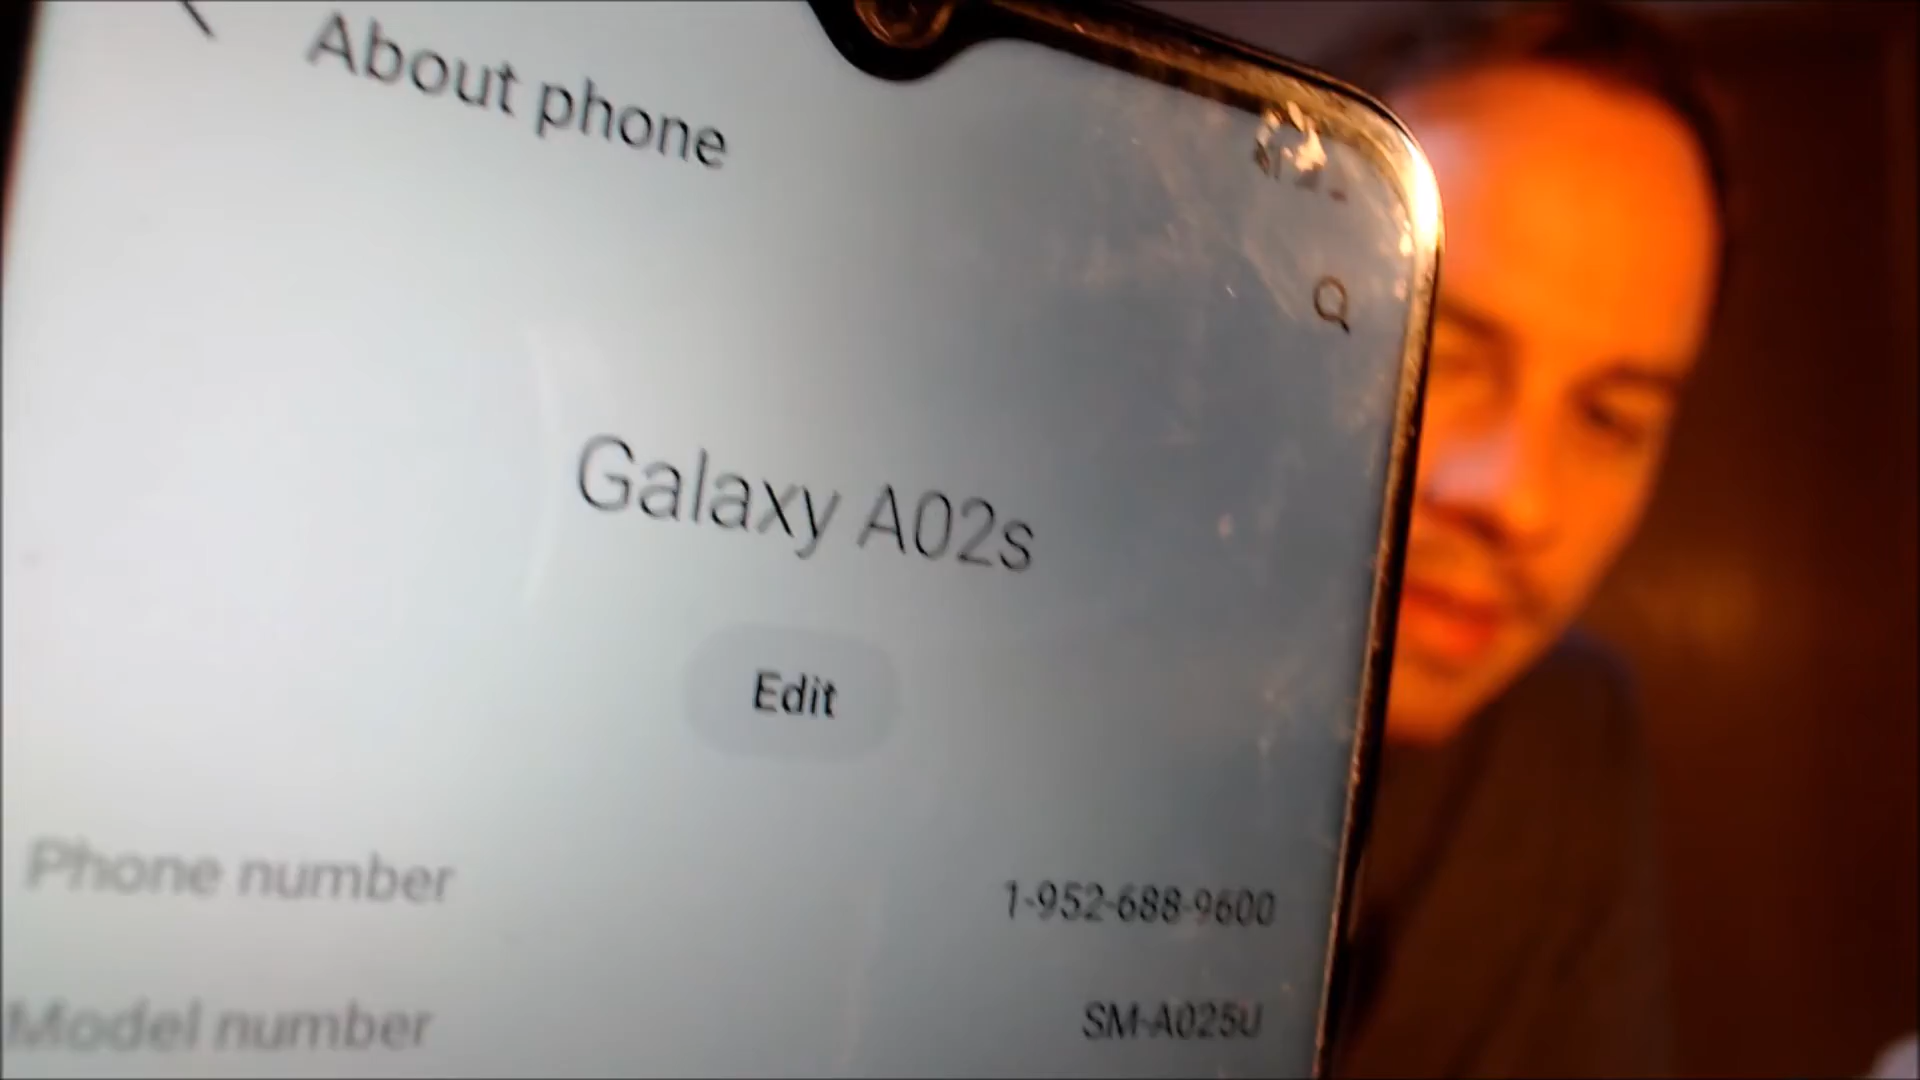 About phone
Galaxy A02s
Edit
Phone number 1-952-688-9600
Model number SM-A025U